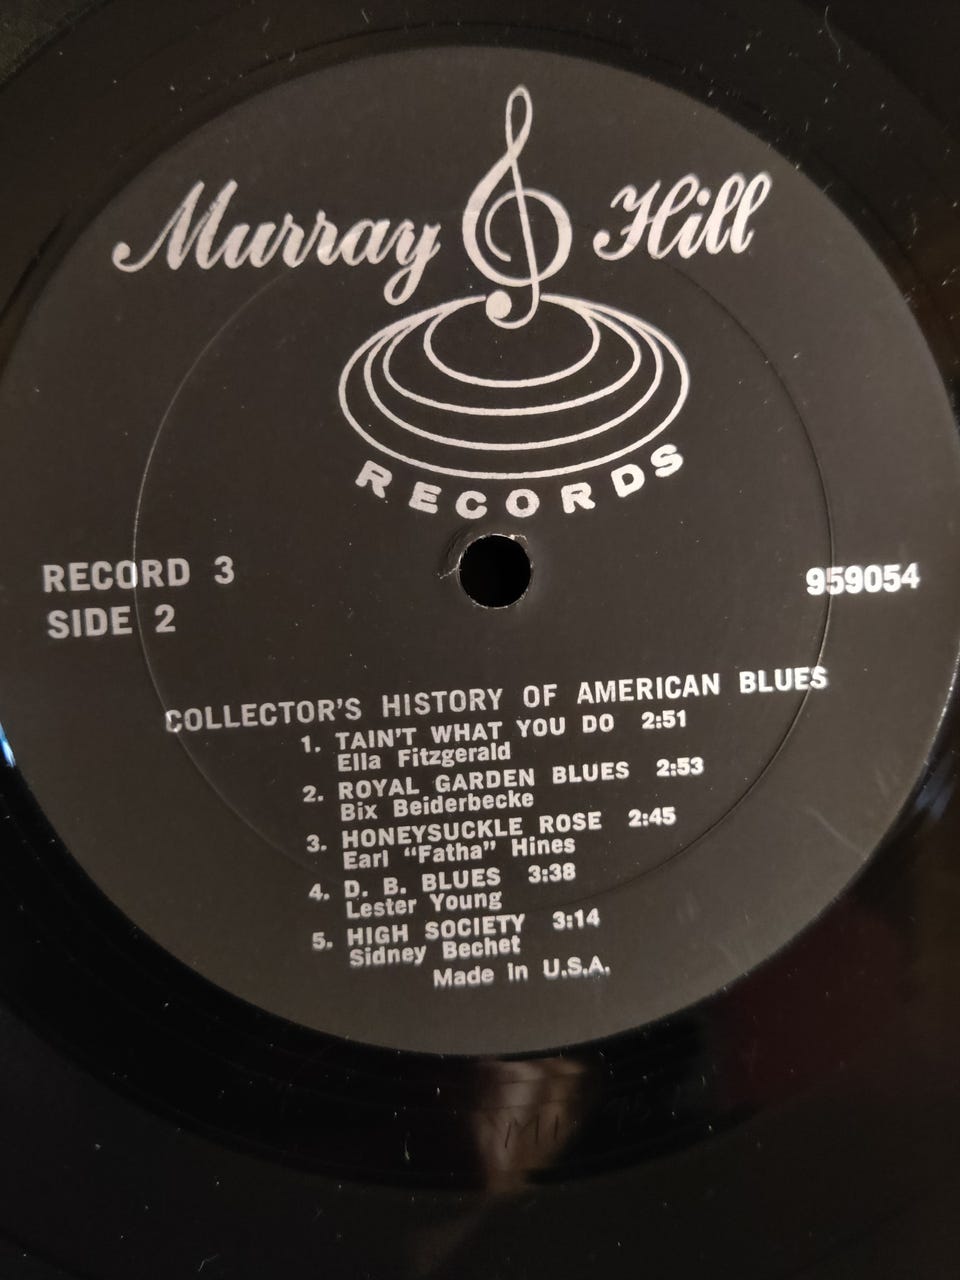 Murray Hill
RECORDS
RECORD 3
SIDE 2
959054
COLLECTOR'S HISTORY OF AMERICAN BLUES
1. TAIN'T WHAT YOU DO 2:51
Ella Fitzgerald
2. ROYAL GARDEN BLUES 2:53
Bix Beiderbecke
3. HONEYSUCKLE ROSE 2:45
Earl “Fatha” Hines
4. D. B. BLUES 3:38
Lester Young
5. HIGH SOCIETY 3:14
Sidney Bechet
Made in U.S.A.